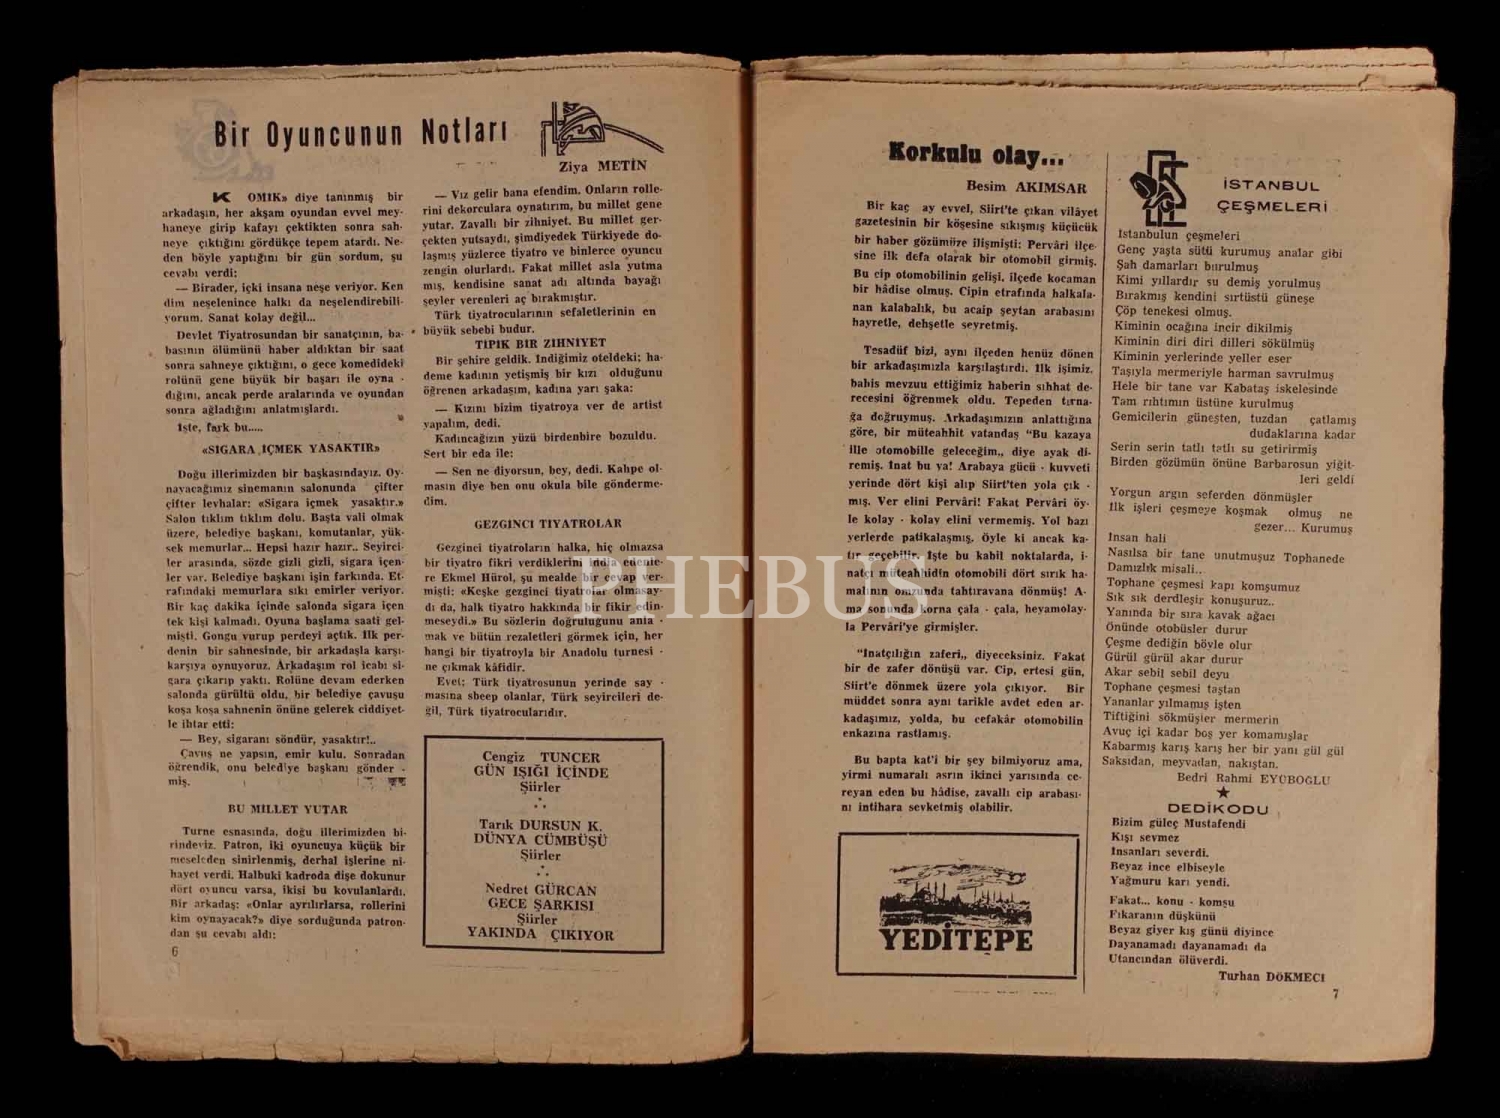 Bir Oyuncunun Notları
Ziya METİN
KOMİK» diye tanınmış bir
arkadaşın, her akşam oyundan evvel mey-
haneye girip kafayı çektikten sonra sah-
neye çıktığını gördükçe tepem atardı. Ne-
den böyle yaptığını bir gün sordum, şu
cevabı verdi:
— Birader, içki insana neşe veriyor. Ken
dim neşelenince halkı da neşelendirebili-
yorum. Sanat kolay değil...
Devlet Tiyatrosundan bir sanatçının, ba-
basının ölümünü haber aldıktan bir saat
sonra sahneye çıktığını, o gece komedideki
rolünü gene büyük bir başarı ile oyna -
dığını, ancak perde aralarında ve oyundan
sonra ağladığını anlatmışlardı.
İşte, fark bu.....
«SIGARA İÇMEK YASAKTIR»
Doğu illerimizden bir başkasındayız. Oy-
nayacağımız sinemanın salonunda çifter
çifter levhalar: «Sigara içmek yasaktır.»
Salon tıklım tıklım dolu. Başta vali olmak
üzere, belediye başkanı, komutanlar, yük-
sek memurlar... Hepsi hazır hazır.. Seyirci-
ler arasında, sözde gizli gizli, sigara içen-
ler var. Belediye başkanı işin farkında. Et-
rafındaki memurlara sıkı emirler veriyor.
Bir kaç dakika içinde salonda sigara içen
tek kişi kalmadı. Oyuna başlama saati gel-
mişti. Gongu vurup perdeyi açtık. İlk per-
denin bir sahnesinde, bir arkadaşla karşı-
karşıya oynuyoruz. Arkadaşım rol icabı si-
gara çıkarıp yaktı. Rolüne devam ederken
salonda gürültü oldu, bir belediye çavuşu
koşa koşa sahnenin önüne gelerek ciddiyet-
le ihtar etti:
— Bey, sigaranı söndür, yasaktır!..
Çavuş ne yapsın, emir kulu. Sonradan
öğrendik, onu belediye başkanı gönder -
miş.
BU MILLET YUTAR
Turne esnasında, doğu illerimizden bi-
rindeyiz. Patron, iki oyuncuya küçük bir
meseleden sinirlenmiş, derhal işlerine ni-
hayet verdi. Halbuki kadroda dişe dokunur
dört oyuncu varsa, ikisi bu kovulanlardı.
Bir arkadaş: «Onlar ayrılırlarsa, rollerini
kim oynayacak?» diye sorduğunda patron-
dan şu cevabı aldı:
6
— Vız gelir bana efendim. Onların rolle-
rini dekorculara oynatırım, bu millet gene
yutar. Zavallı bir zihniyet. Bu millet ger-
çekten yutsaydı, şimdiyedek Türkiyede do-
laşmış yüzlerce tiyatro ve binlerce oyuncu
zengin olurlardı. Fakat millet asla yutma
mış, kendisine sanat adı altında bayağı
şeyler verenleri aç bırakmıştır.
Türk tiyatrocularının sefaletlerinin en
büyük sebebi budur.
TİPİK BİR ZİHNİYET
Bir şehire geldik. Indiğimiz oteldeki; ha-
deme kadının yetişmiş bir kızı olduğunu
öğrenen arkadaşım, kadına yarı şaka:
— Kızını bizim tiyatroya ver de artist
yapalım, dedi.
Kadıncağızın yüzü birdenbire bozuldu.
Sert bir eda ile:
— Sen ne diyorsun, bey, dedi. Kahpe ol-
masın diye ben onu okula bile gönderme-
dim.
GEZGİNCİ TİYATROLAR
Gezginci tiyatroların halka, hiç olmazsa
bir tiyatro fikri verdiklerini iddia edenle-
re Ekmel Hürol, şu mealde bir cevap ver-
mişti: «Keşke gezginci tiyatrolar olmasay-
dı da, halk tiyatro hakkında bir fikir edin-
meseydi.» Bu sözlerin doğruluğunu anla -
mak ve bütün rezaletleri görmek için, her
hangi bir tiyatroyla bir Anadolu turnesi -
ne çıkmak kâfidir.
Evet; Türk tiyatrosunun yerinde say -
masına sbeep olanlar, Türk seyircileri de-
ğil, Türk tiyatrocularıdır.
Cengiz TUNCER
GÜN IŞIĞI İÇİNDE
Şiirler
Tarık DURSUN K.
DÜNYA CÜMBÜŞÜ
Şiirler
Nedret GÜRCAN
GECE ŞARKISI
Şiirler
YAKINDA ÇIKIYOR
Korkulu olay...
Besim AKIMSAR
Bir kaç ay evvel, Siirt'te çıkan vilâyet
gazetesinin bir köşesine sıkışmış küçücük
bir haber gözümüze ilişmişti: Pervâri ilçe-
sine ilk defa olarak bir otomobil girmiş.
Bu cip otomobilinin gelişi, ilçede kocaman
bir hâdise olmuş. Cipin etrafında halkala-
nan kalabalık, bu acaip şeytan arabasını
hayretle, dehşetle seyretmiş.
Tesadüf bizi, aynı ilçeden henüz dönen
bir arkadaşımızla karşılaştırdı. İlk işimiz,
bahis mevzuu ettiğimiz haberin sıhhat de-
recesini öğrenmek oldu. Tepeden tırna-
ğa doğruymuş. Arkadaşımızın anlattığına
göre, bir müteahhit vatandaş “Bu kazaya
ille otomobille geleceğim,, diye ayak di-
remiş. İnat bu ya! Arabaya gücü - kuvveti
yerinde dört kişi alıp Siirt'ten yola çık -
mış. Ver elini Pervâri! Fakat Pervâri öy-
le kolay - kolay elini vermemiş. Yol bazı
yerlerde patikalaşmış. Öyle ki ancak ka-
tır geçebilir. İşte bu kabil noktalarda, i-
natçı müteahhidin otomobili dört sırık ha-
malının omzunda tahtıravana dönmüş! A-
ma sonunda korna çala - çala, heyamolay-
la Pervâri'ye girmişler.
“Inatçılığın zaferi,, diyeceksiniz. Fakat
bir de zafer dönüşü var. Cip, ertesi gün,
Siirt'e dönmek üzere yola çıkıyor. Bir
müddet sonra aynı tarikle avdet eden ar-
kadaşımız, yolda, bu cefakâr otomobilin
enkazına rastlamış.
Bu bapta kat'i bir şey bilmiyoruz ama,
yirmi numaralı asrın ikinci yarısında ce-
reyan eden bu hâdise, zavallı cip arabası-
nı intihara sevketmiş olabilir.
YEDİTEPE
İSTANBUL
ÇEŞMELERİ
İstanbulun çeşmeleri
Genç yaşta sütü kurumuş analar gibi
Şah damarları burulmuş
Kimi yıllardır su demiş yorulmuş
Bırakmış kendini sırtüstü güneşe
Çöp tenekesi olmuş.
Kiminin ocağına incir dikilmiş
Kiminin diri diri dilleri sökülmüş
Kiminin yerlerinde yeller eser
Taşıyla mermeriyle harman savrulmuş
Hele bir tane var Kabataş iskelesinde
Tam rıhtımın üstüne kurulmuş
Gemicilerin güneşten, tuzdan çatlamış
dudaklarına kadar
Serin serin tatlı tatlı su getirirmiş
Birden gözümün önüne Barbarosun yiğit-
leri geldi
Yorgun argın seferden dönmüşler
İlk işleri çeşmeye koşmak olmuş ne
gezer... Kurumuş
İnsan hali
Nasılsa bir tane unutmuşuz Tophanede
Damızlık misali..
Tophane çeşmesi kapı komşumuz
Sık sık derdleşir konuşuruz..
Yanında bir sıra kavak ağacı
Önünde otobüsler durur
Çeşme dediğin böyle olur
Gürül gürül akar durur
Akar sebil sebil deyu
Tophane çeşmesi taştan
Yananlar yılmamış işten
Tiftiğini sökmüşler mermerin
Avuç içi kadar boş yer komamışlar
Kabarmış karış karış her bir yanı gül gül
Saksıdan, meyvadan, nakıştan.
Bedri Rahmi EYUBOĞLU
★
DEDİKODU
Bizim güleç Mustafendi
Kışı sevmez
İnsanları severdi.
Beyaz ince elbiseyle
Yağmuru karı yendi.
Fakat... konu - komşu
Fıkaranın düşkünü
Beyaz giyer kış günü diyince
Dayanamadı dayanamadı da
Utancından ölüverdi.
Turhan DÖKMECİ
7
PHEBUS